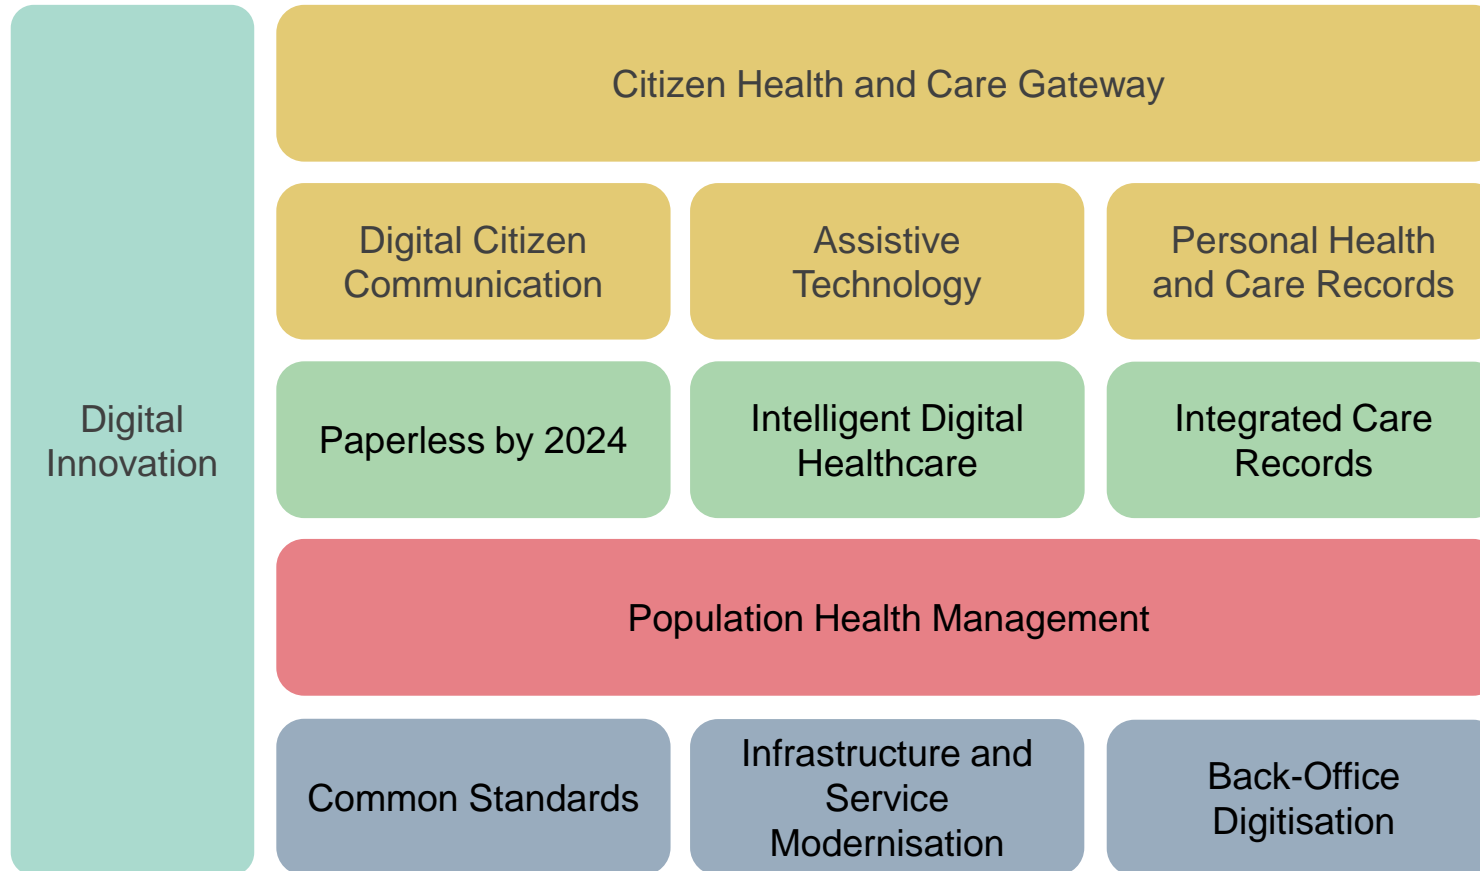 Digital
Innovation
Citizen Health and Care Gateway
Digital Citizen
Communication
Assistive
Technology
Personal Health
and Care Records
Paperless by 2024
Intelligent Digital
Healthcare
Integrated Care
Records
Population Health Management
Common Standards
Infrastructure and
Service
Modernisation
Back-Office
Digitisation